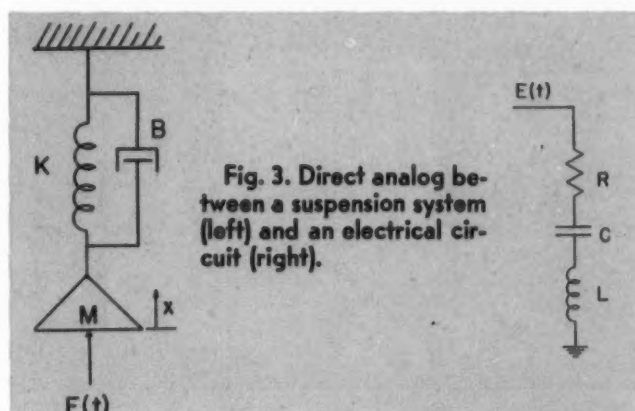 K
B
M
x
Fig. 3. Direct analog be-
tween a suspension system
(left) and an electrical cir-
cuit (right).
E(t)
R
C
L